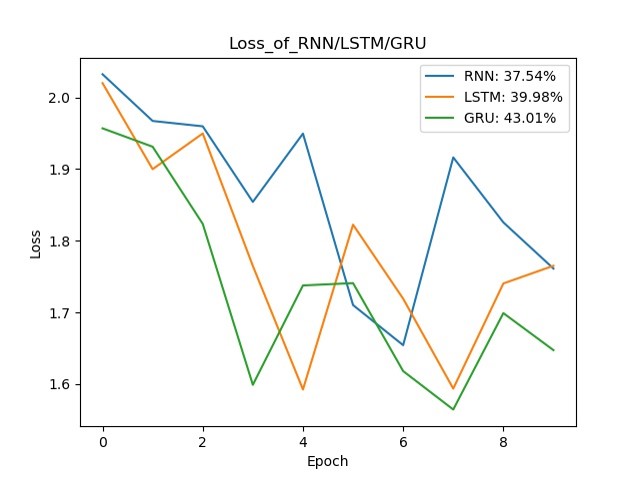 Loss_of_RNN/LSTM/GRU
RNN: 37.54%
LSTM: 39.98%
GRU: 43.01%
2.0
1.9
1.8
1.7
1.6
Loss
0 2 4 6 8
Epoch